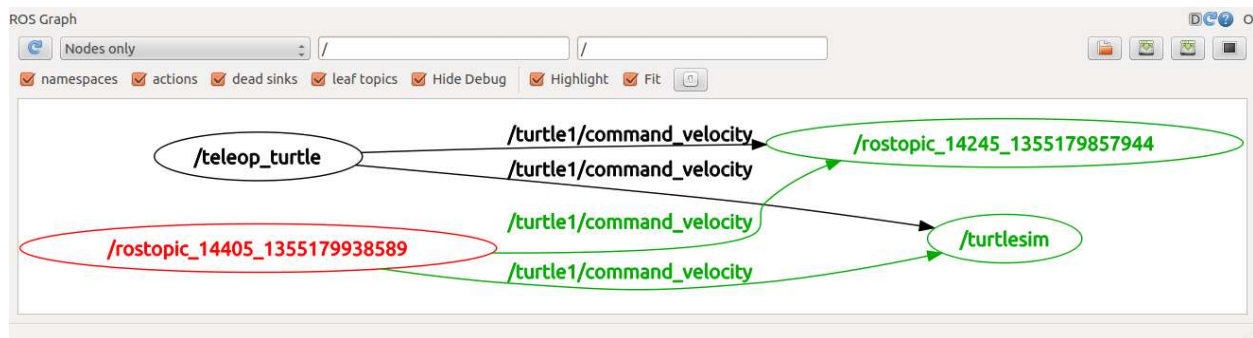 ROS Graph
D ?
Nodes only / /
namespaces actions dead sinks leaf topics Hide Debug Highlight Fit
/turtle1/command_velocity
/teleop_turtle /rostopic_14245_1355179857944
/turtle1/command_velocity
/turtle1/command_velocity
/turtlesim
/rostopic_14405_1355179938589
/turtle1/command_velocity